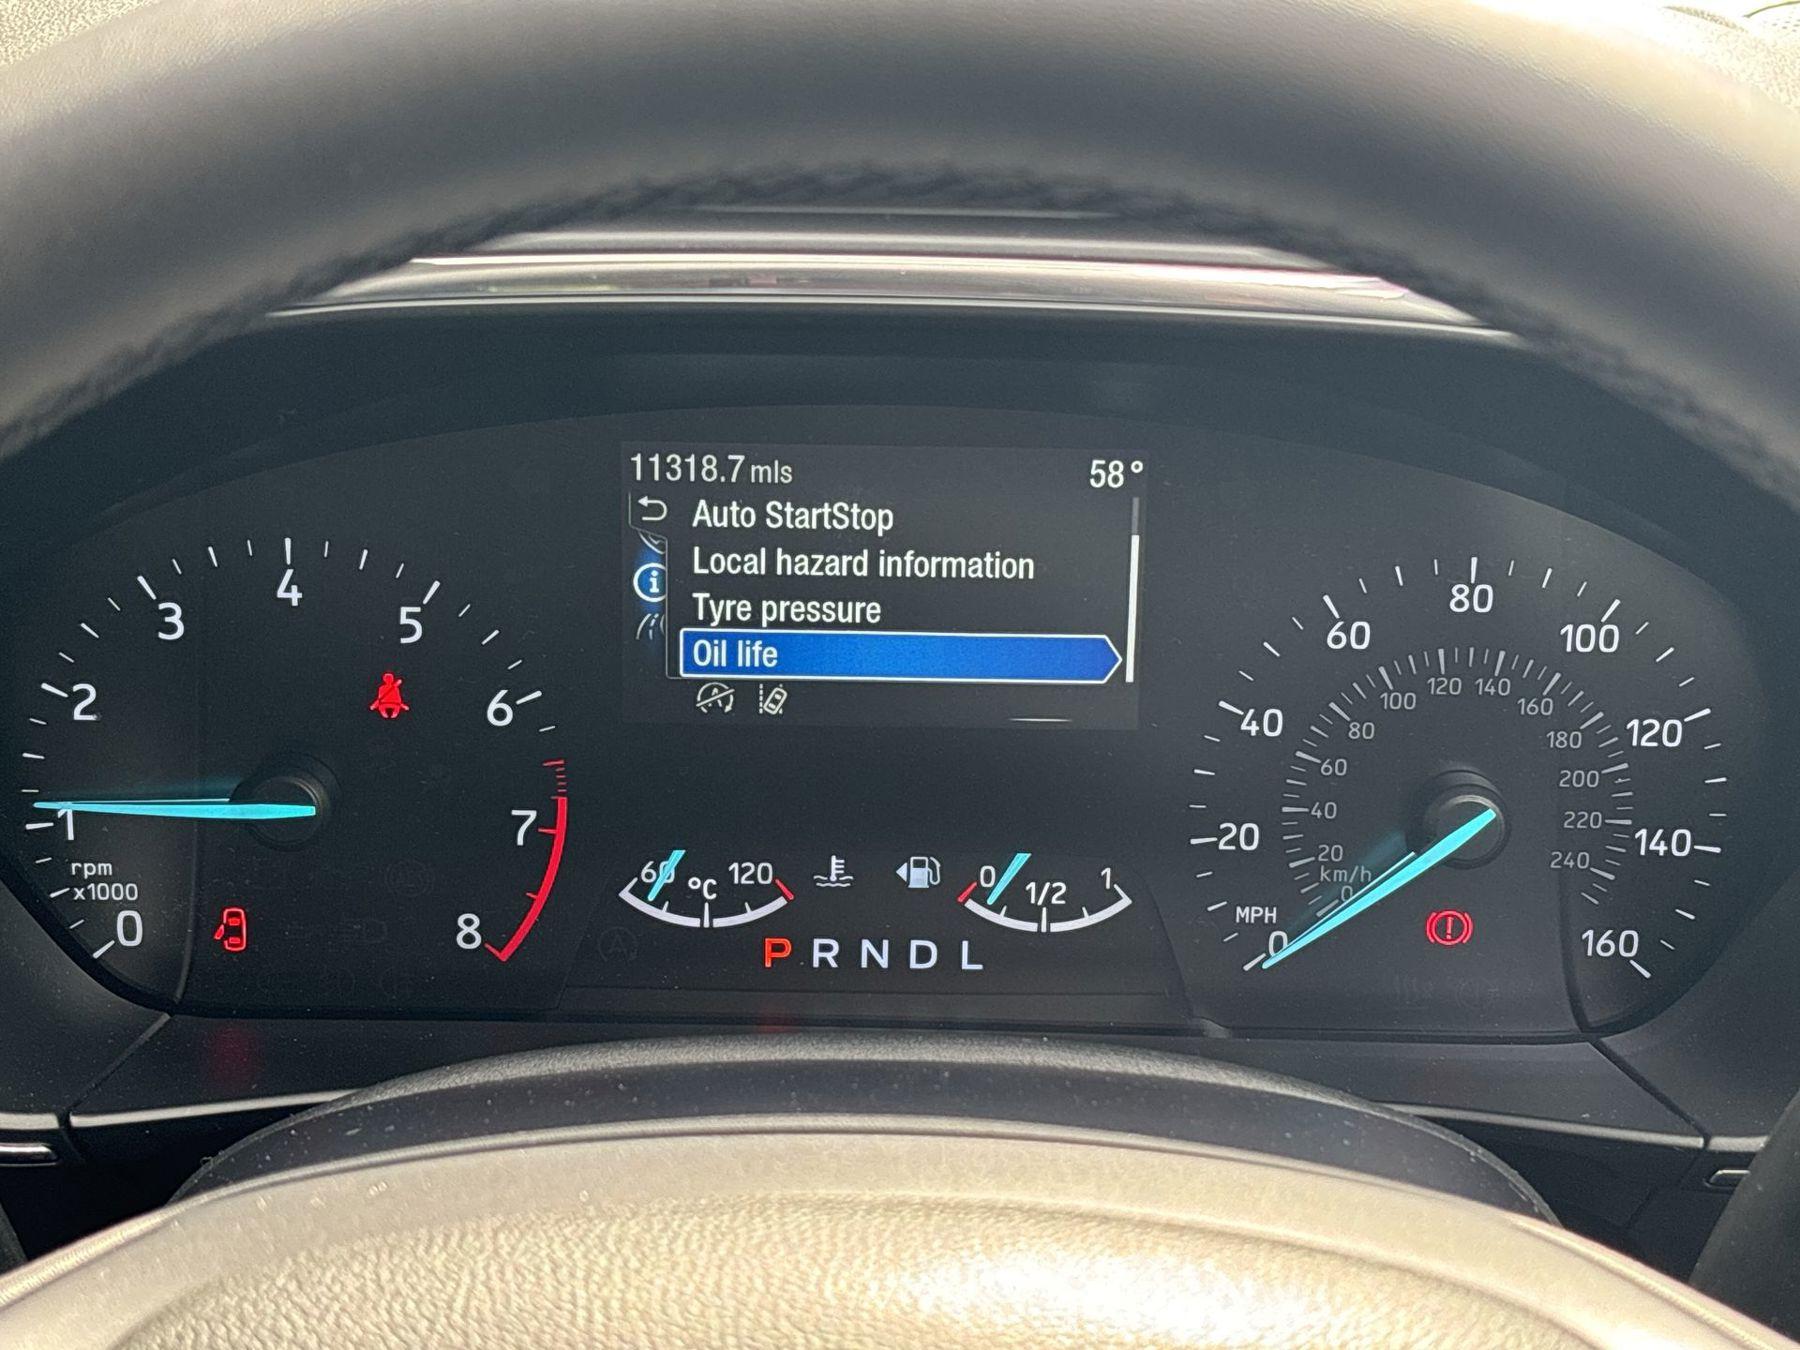 11318.7 mls 58°
Auto StartStop
Local hazard information
Tyre pressure
Oil life
0 1 2 3 4 5 6 7 8
rpm
x1000
60 °C 120
0 1/2 1
P R N D L
0 20 40 60 80 100 120 140 160
MPH
0 20 40 60 80 100 120 140 160 180 200 220 240
km/h